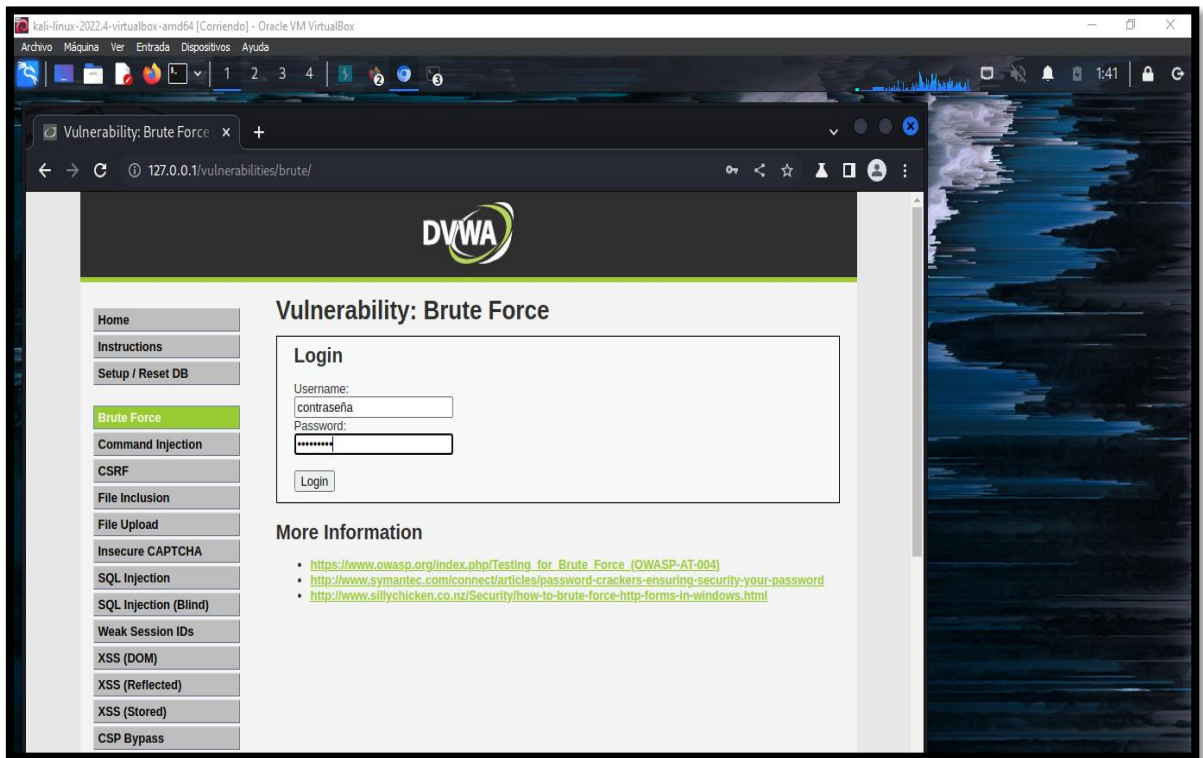 kali-linux-2022.4-virtualbox-amd64 [Corriendo] - Oracle VM VirtualBox
Archivo Máquina Ver Entrada Dispositivos Ayuda
1 2 3 4
2
3
1:41
Vulnerability: Brute Force
127.0.0.1/vulnerabilities/brute/
DVWA
Home
Instructions
Setup / Reset DB
Brute Force
Command Injection
CSRF
File Inclusion
File Upload
Insecure CAPTCHA
SQL Injection
SQL Injection (Blind)
Weak Session IDs
XSS (DOM)
XSS (Reflected)
XSS (Stored)
CSP Bypass
Vulnerability: Brute Force
Login
Username:
contraseña
Password:
•••••••••
Login
More Information
• https://www.owasp.org/index.php/Testing_for_Brute_Force_(OWASP-AT-004)
• http://www.symantec.com/connect/articles/password-crackers-ensuring-security-your-password
• http://www.sillychicken.co.nz/Security/how-to-brute-force-http-forms-in-windows.html